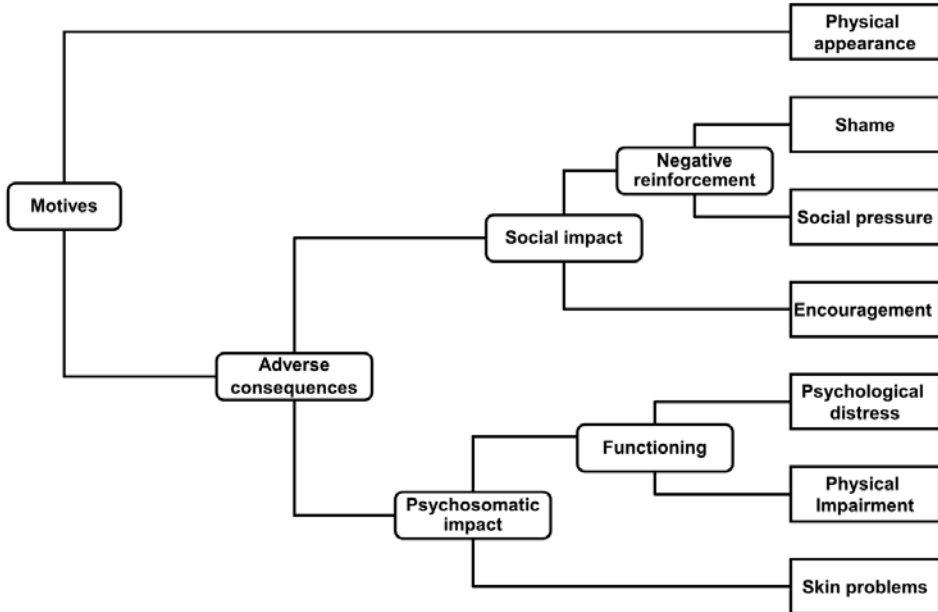 Physical
appearance
Shame
Negative
reinforcement
Motives
Social pressure
Social impact
Encouragement
Adverse
consequences
Psychological
distress
Functioning
Physical
Impairment
Psychosomatic
impact
Skin problems